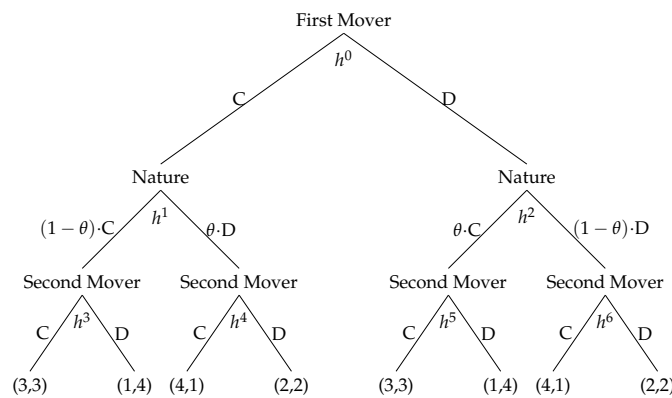 First Mover
h⁰
C D
Nature Nature
h¹ h²
(1 − θ)·C θ·D θ·C (1 − θ)·D
Second Mover Second Mover Second Mover Second Mover
h³ h⁴ h⁵ h⁶
C D C D C D C D
(3,3) (1,4) (4,1) (2,2) (3,3) (1,4) (4,1) (2,2)